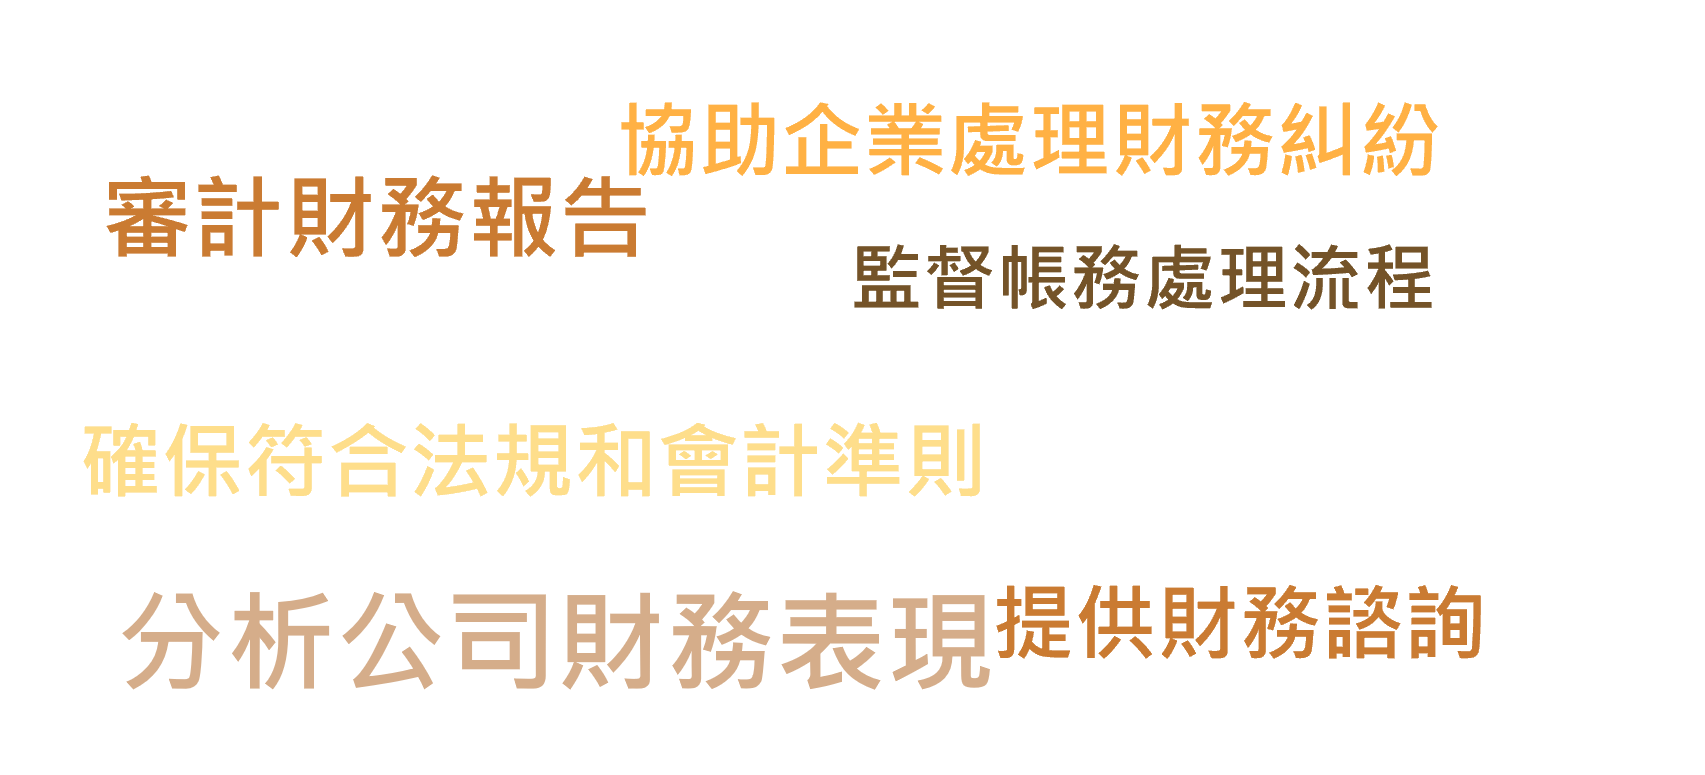 協助企業處理財務糾紛
審計財務報告
監督帳務處理流程
確保符合法規和會計準則
分析公司財務表現
提供財務諮詢